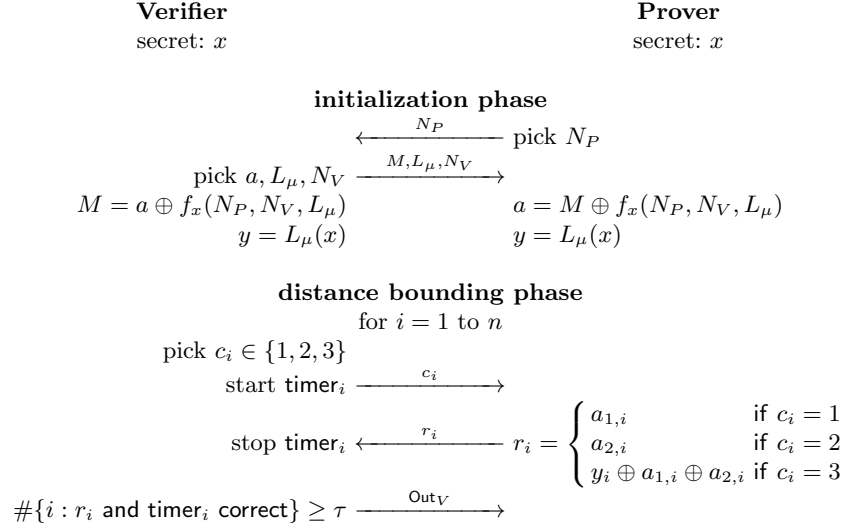 Verifier Prover
secret: x secret: x
initialization phase
N_P pick N_P
pick a, L_μ, N_V M, L_μ, N_V
M = a ⊕ f_x(N_P, N_V, L_μ) a = M ⊕ f_x(N_P, N_V, L_μ)
y = L_μ(x) y = L_μ(x)
distance bounding phase
for i = 1 to n
pick c_i ∈ {1, 2, 3}
start timer_i c_i
a_{1,i} if c_i = 1
stop timer_i r_i r_i = { a_{2,i} if c_i = 2
y_i ⊕ a_{1,i} ⊕ a_{2,i} if c_i = 3
#{i : r_i and timer_i correct} ≥ τ Out_V